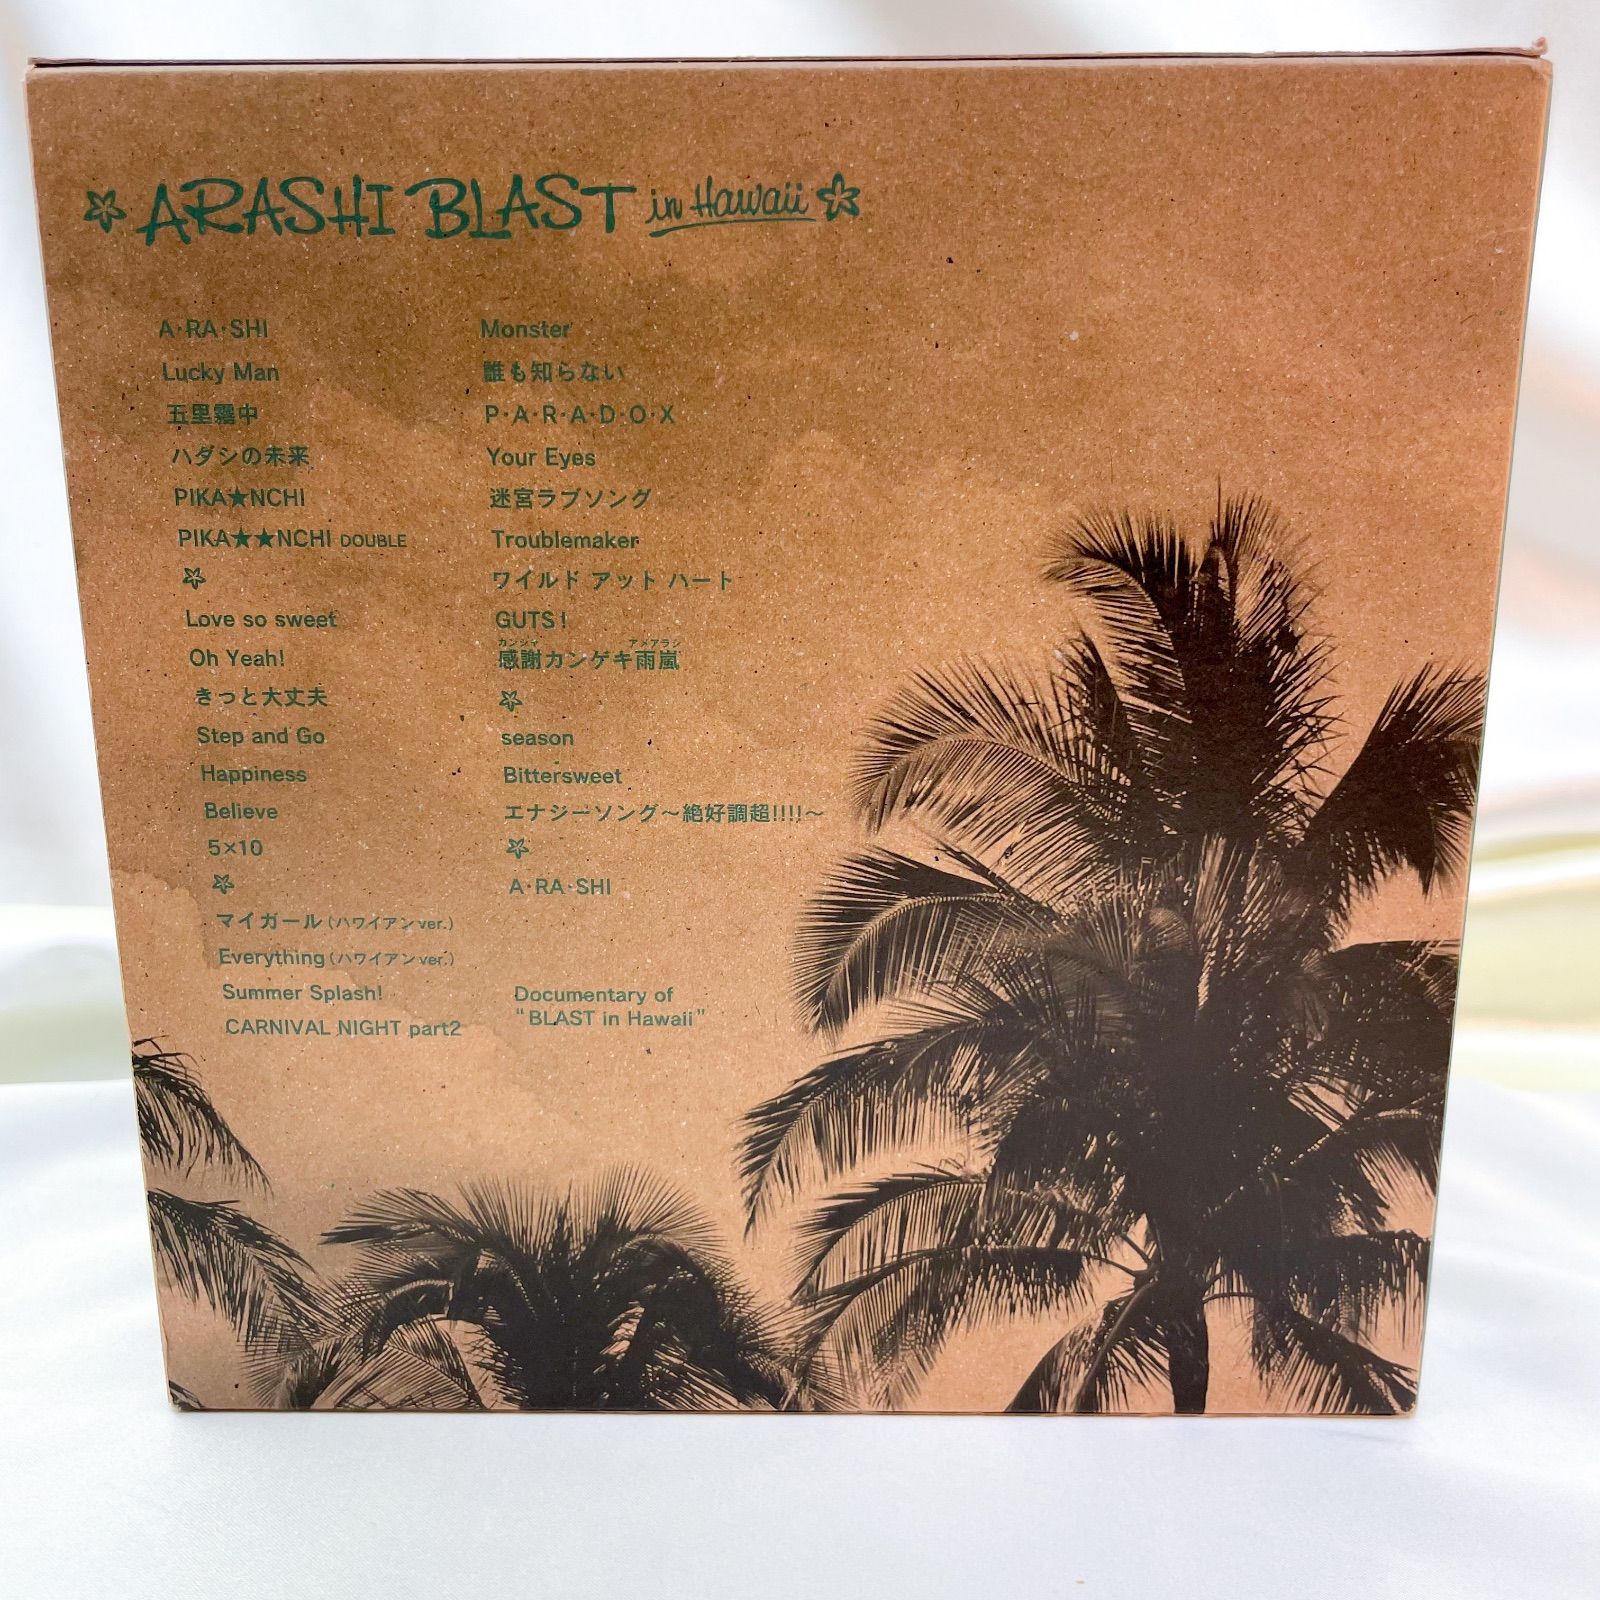 ARASHI BLAST in Hawaii
A・RA・SHI
Lucky Man
五里霧中
ハダシの未来
PIKA★NCHI
PIKA★★NCHI DOUBLE
Love so sweet
Oh Yeah!
きっと大丈夫
Step and Go
Happiness
Believe
5×10
マイガール(ハワイアンver.)
Everything(ハワイアンver.)
Summer Splash!
CARNIVAL NIGHT part2
Monster
誰も知らない
P・A・R・A・D・O・X
Your Eyes
迷宮ラブソング
Troublemaker
ワイルド アット ハート
GUTS!
カンシャ アメアラシ
感謝カンゲキ雨嵐
season
Bittersweet
エナジーソング〜絶好調超!!!!〜
A・RA・SHI
Documentary of
"BLAST in Hawaii"